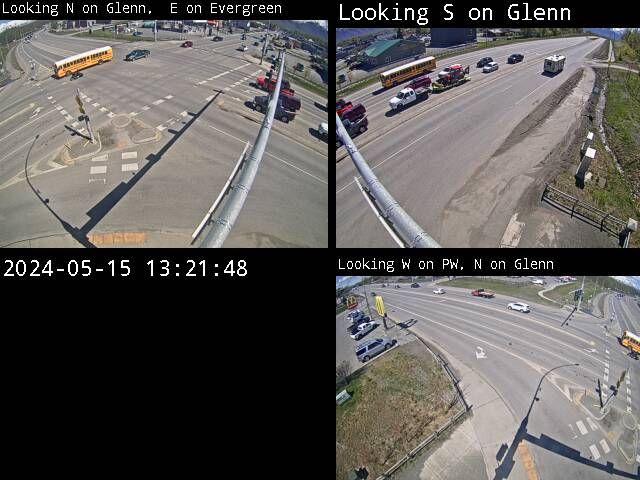 Looking N on Glenn,  E on Evergreen
Looking S on Glenn
2024-05-15 13:21:48
Looking W on PW, N on Glenn